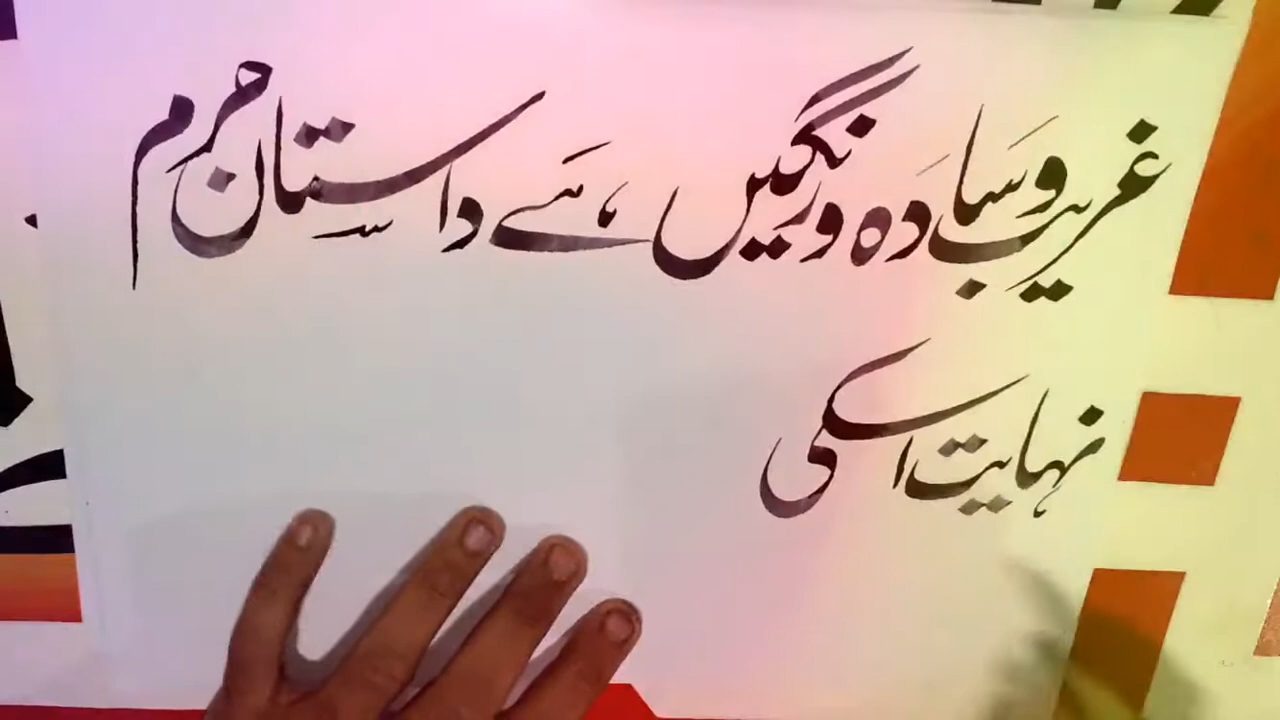 غریب و سادہ و رنگیں ہے داستان حرم
نہایت اسکی